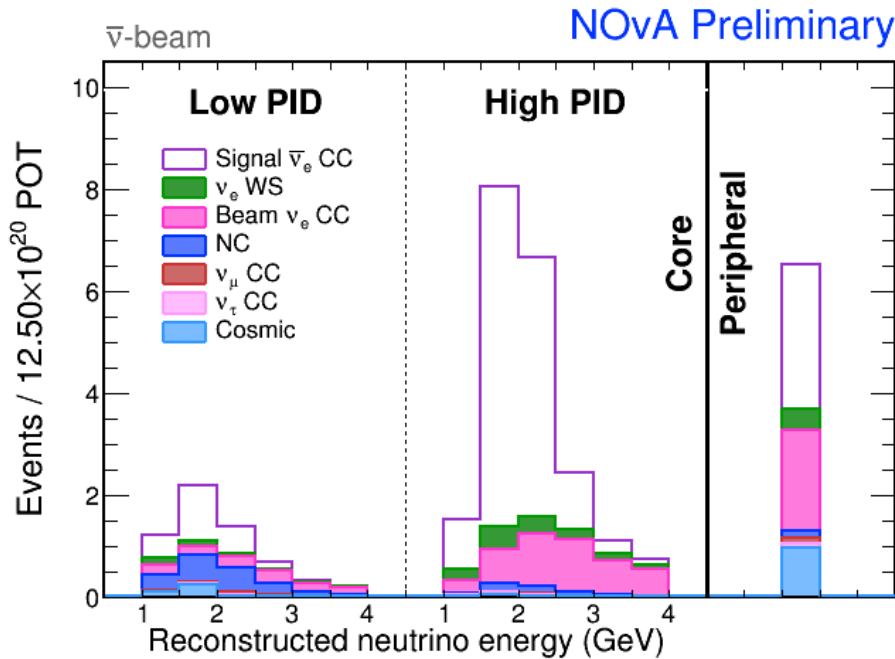 ν̅-beam
NOvA Preliminary
Low PID
High PID
Core
Peripheral
Signal ν̅ₑ CC
νₑ WS
Beam νₑ CC
NC
ν_μ CC
ν_τ CC
Cosmic
Events / 12.50×10²⁰ POT
10
8
6
4
2
0
1 2 3 4 1 2 3 4
Reconstructed neutrino energy (GeV)